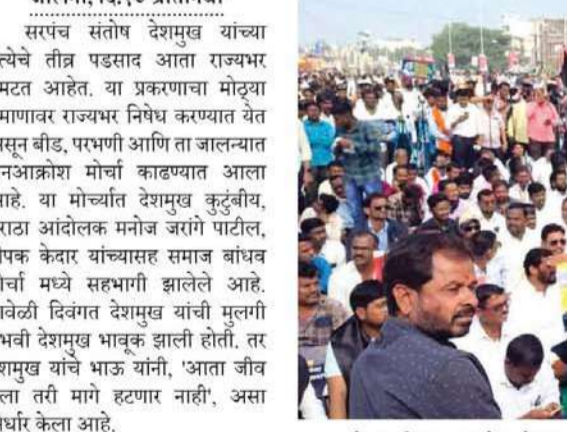 सरपंच संतोष देशमुख यांच्या
त्येचे तीव्र पडसाद आता राज्यभर
मटत आहेत. या प्रकरणाचा मोठ्या
माणावर राज्यभर निषेध करण्यात येत
सून बीड, परभणी आणि ता जालन्यात
नआक्रोश मोर्चा काढण्यात आला
आहे. या मोर्च्यात देशमुख कुटुंबीय,
राठा आंदोलक मनोज जरांगे पाटील,
पक केदार यांच्यासह समाज बांधव
ोर्चा मध्ये सहभागी झालेले आहे.
ावेळी दिवंगत देशमुख यांची मुलगी
भवी देशमुख भावूक झाली होती. तर
शमुख यांचे भाऊ यांनी, 'आता जीव
ला तरी मागे हटणार नाही', असा
र्धार केला आहे.